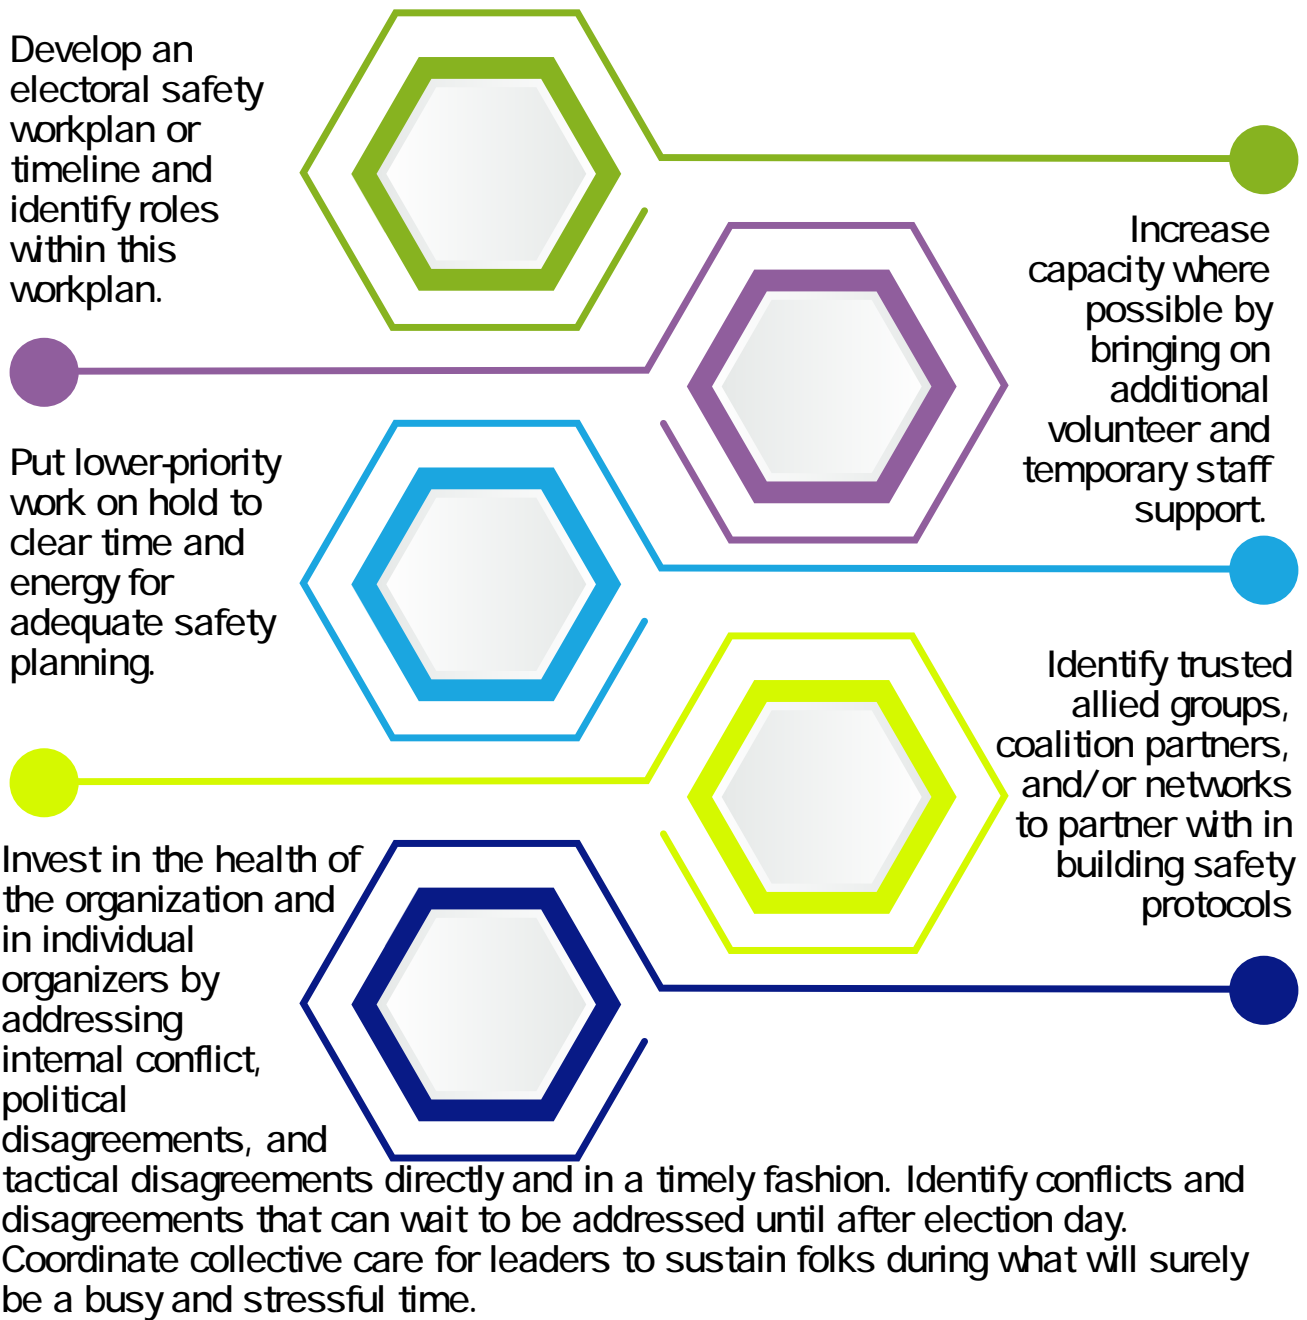 Develop an
electoral safety
workplan or
timeline and
identify roles
within this
workplan.
Increase
capacity where
possible by
bringing on
additional
volunteer and
temporary staff
support.
Put lower-priority
work on hold to
clear time and
energy for
adequate safety
planning.
Identify trusted
allied groups,
coalition partners,
and/or networks
to partner with in
building safety
protocols
Invest in the health of
the organization and
in individual
organizers by
addressing
internal conflict,
political
disagreements, and
tactical disagreements directly and in a timely fashion. Identify conflicts and
disagreements that can wait to be addressed until after election day.
Coordinate collective care for leaders to sustain folks during what will surely
be a busy and stressful time.